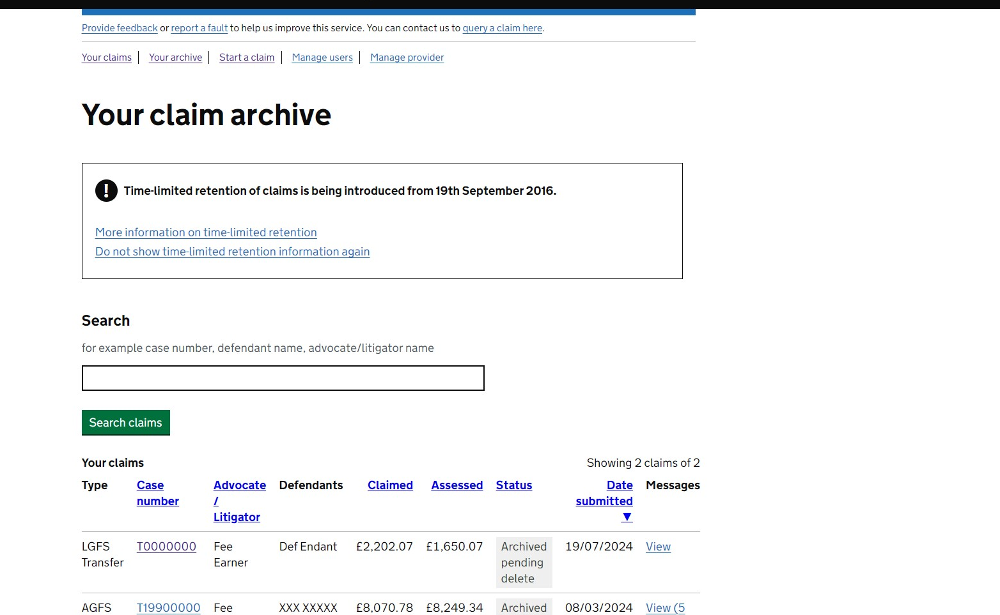 Provide feedback or report a fault to help us improve this service. You can contact us to query a claim here.
Your claims Your archive Start a claim Manage users Manage provider
Your claim archive
! Time-limited retention of claims is being introduced from 19th September 2016.
More information on time-limited retention
Do not show time-limited retention information again
Search
for example case number, defendant name, advocate/litigator name
Search claims
Your claims Showing 2 claims of 2
Type Case number Advocate / Litigator Defendants Claimed Assessed Status Date submitted ▼ Messages
LGFS Transfer T0000000 Fee Earner Def Endant £2,202.07 £1,650.07 Archived pending delete 19/07/2024 View
AGFS T19900000 Fee XXX XXXXX £8,070.78 £8,249.34 Archived 08/03/2024 View (5